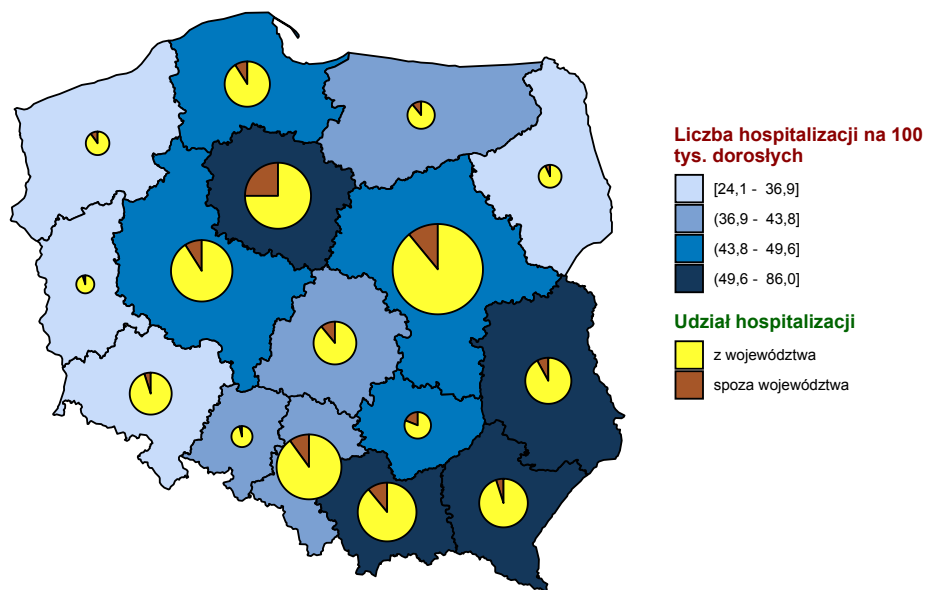 Liczba hospitalizacji na 100
tys. dorosłych
[24,1 - 36,9]
(36,9 - 43,8]
(43,8 - 49,6]
(49,6 - 86,0]
Udział hospitalizacji
z województwa
spoza województwa